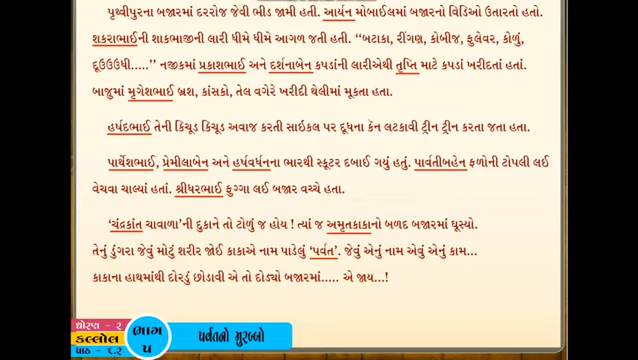 પૃથ્વીપુરના બજારમાં દરરોજ જેવી ભીડ જામી હતી. આર્યન મોબાઈલમાં બજારનો વિડિઓ ઉતારતો હતો.
શકરાભાઈની શાકભાજીની લારી ધીમે ધીમે આગળ જતી હતી. “બટાકા, રીંગણ, કોબીજ, ફુલેવર, કોળું,
દૂઉઉઉધી.....” નજીકમાં પ્રકાશભાઈ અને દર્શનાબેન કપડાંની લારીએથી તૃપ્તિ માટે કપડાં ખરીદતાં હતાં.
બાજુમાં મૃગેશભાઈ બ્રશ, કાંસકો, તેલ વગેરે ખરીદી થેલીમાં મૂકતા હતા.
હર્ષદભાઈ તેની કિચૂડ કિચૂડ અવાજ કરતી સાઇકલ પર દૂધના કૅન લટકાવી ટ્રીન ટ્રીન કરતા જતા હતા.
પાર્થેશભાઈ, પ્રેમીલાબેન અને હર્ષવર્ધનના ભારથી સ્કૂટર દબાઈ ગયું હતું. પાર્વતીબહેન ફળોની ટોપલી લઈ
વેચવા ચાલ્યાં હતાં. શ્રીધરભાઈ ફુગ્ગા લઈ બજાર વચ્ચે હતા.
‘ચંદ્રકાંત ચાવાળા’ની દુકાને તો ટોળું જ હોય ! ત્યાં જ અમૃતકાકાનો બળદ બજારમાં ઘૂસ્યો.
તેનું ડુંગરા જેવું મોટું શરીર જોઈ કાકાએ નામ પાડેલું ‘પર્વત’. જેવું એનું નામ એવું એનું કામ...
કાકાના હાથમાંથી દોરડું છોડાવી એ તો દોડ્યો બજારમાં.... એ જાય...!
ધોરણ - ૨
કલ્લોલ
પાઠ - ૬.૨
ભાગ
૫
પર્વતનો મુરબ્બો